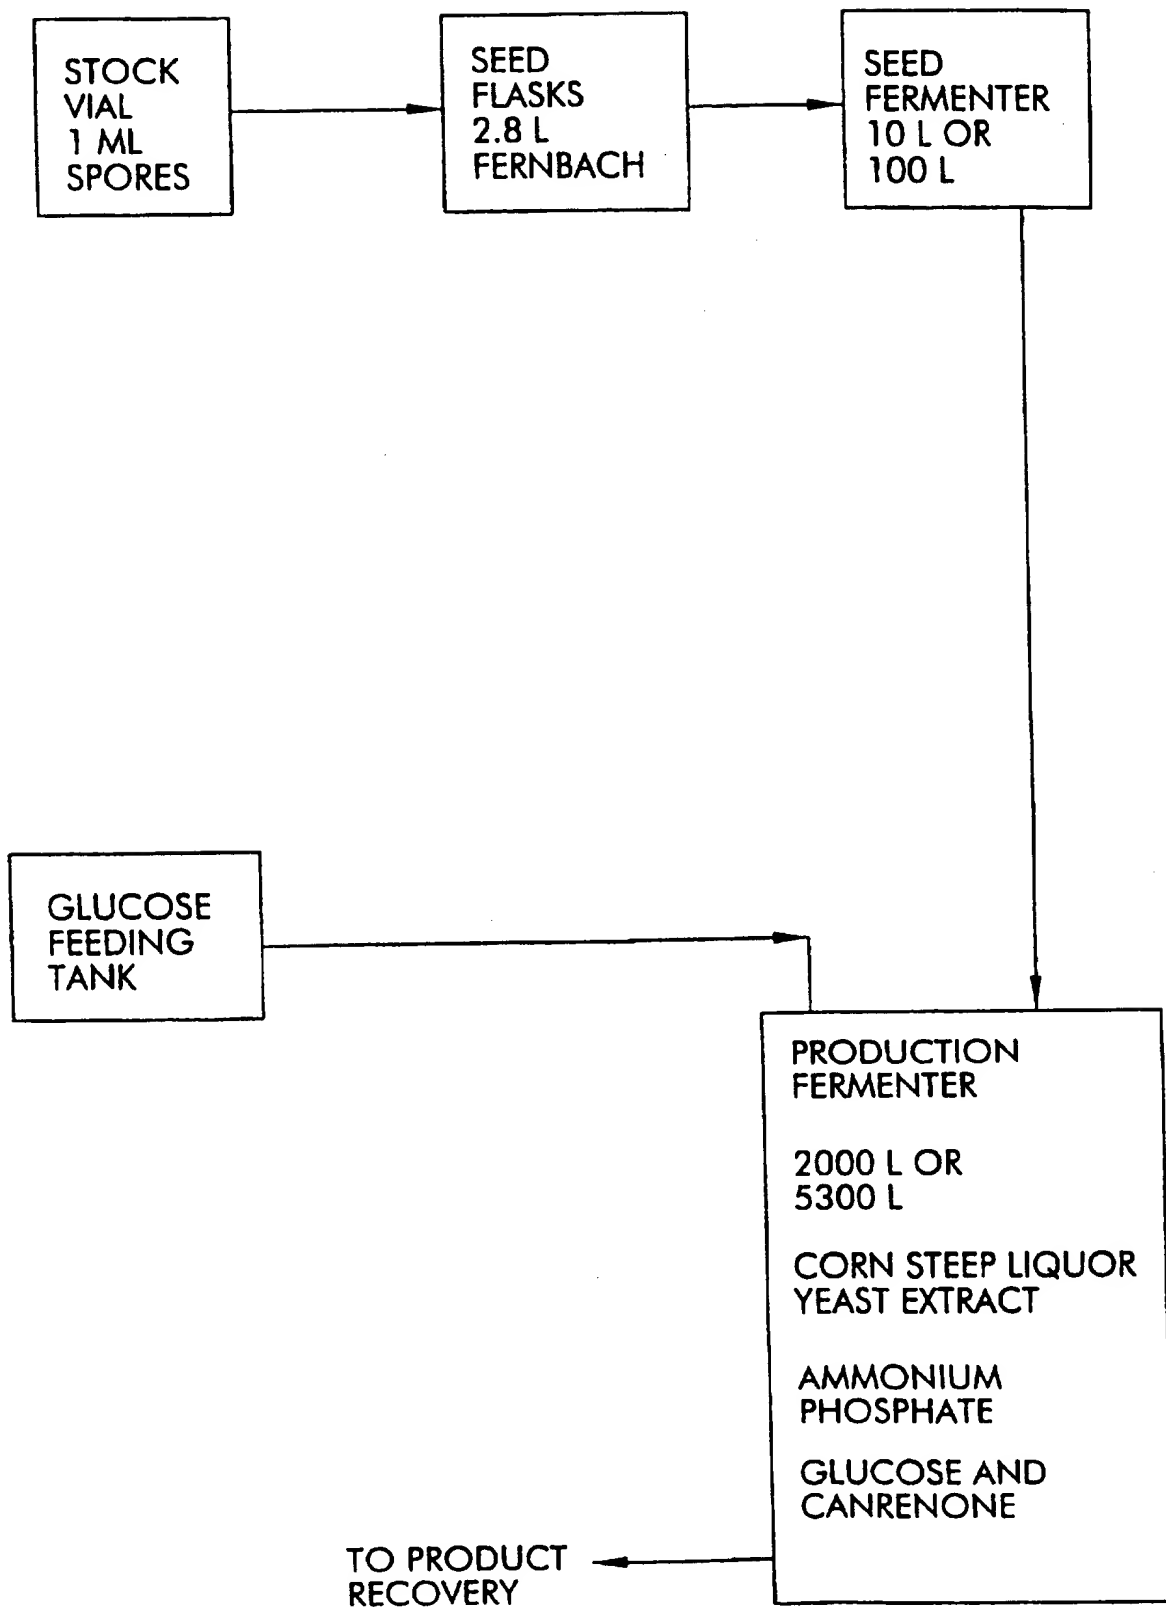 STOCK
VIAL
1 ML
SPORES
SEED
FLASKS
2.8 L
FERNBACH
SEED
FERMENTER
10 L OR
100 L
GLUCOSE
FEEDING
TANK
PRODUCTION
FERMENTER
2000 L OR
5300 L
CORN STEEP LIQUOR
YEAST EXTRACT
AMMONIUM
PHOSPHATE
GLUCOSE AND
CANRENONE
TO PRODUCT
RECOVERY